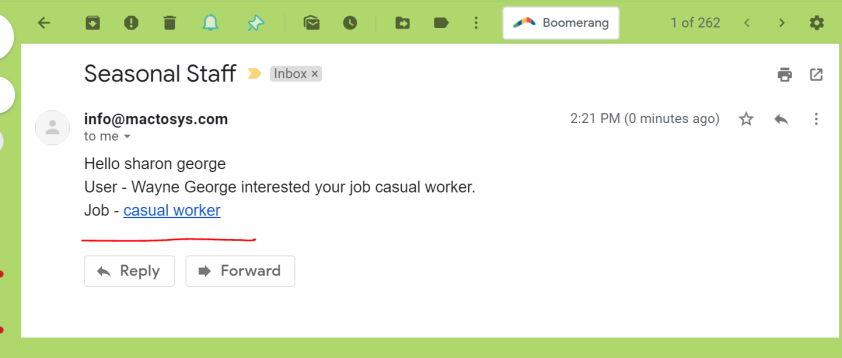 Boomerang
1 of 262
Seasonal Staff
Inbox ×
info@mactosys.com
2:21 PM (0 minutes ago)
to me
Hello sharon george
User - Wayne George interested your job casual worker.
Job - casual worker
Reply
Forward